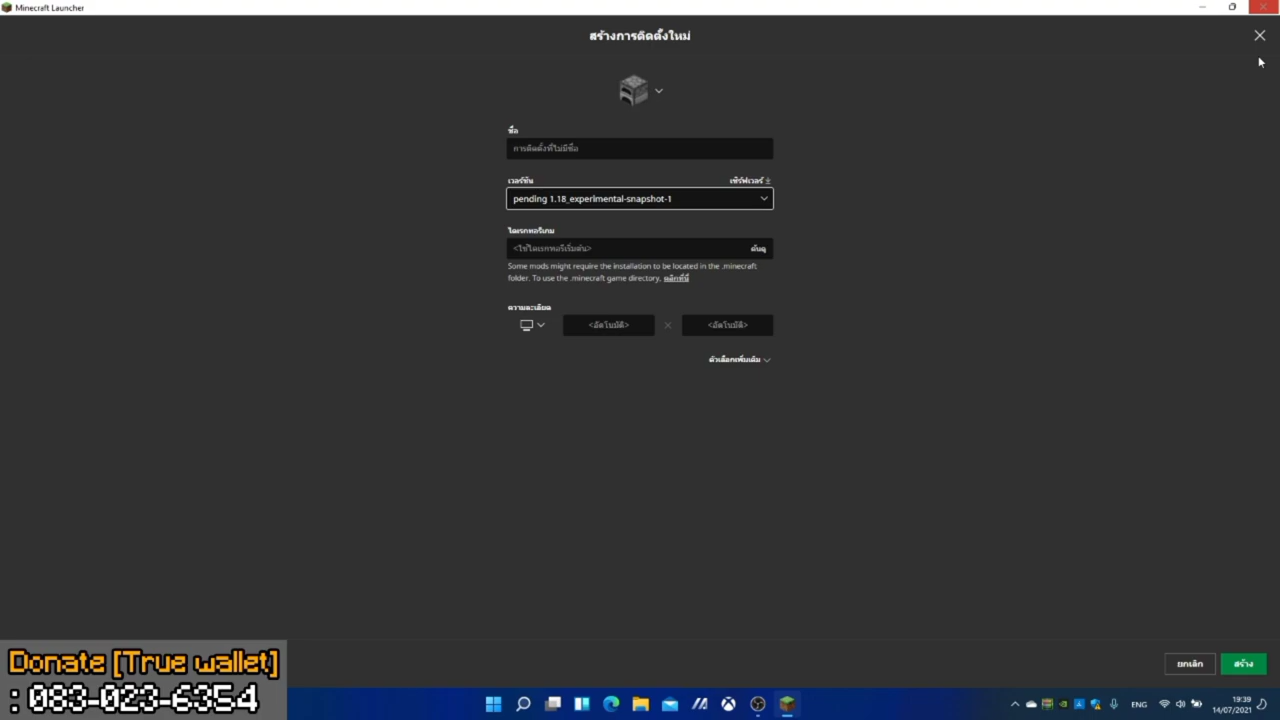 Minecraft Launcher
สร้างการติดตั้งใหม่
ชื่อ
การติดตั้งที่ไม่มีชื่อ
เวอร์ชัน เซิร์ฟเวอร์
pending 1.18_experimental-snapshot-1
ไดเรกทอรีเกม
<ใช้ไดเรกทอรีเริ่มต้น> ค้นดู
Some mods might require the installation to be located in the .minecraft
folder. To use the .minecraft game directory, คลิกที่นี่
ความละเอียด
<อัตโนมัติ> <อัตโนมัติ>
ตัวเลือกเพิ่มเติม
ยกเลิก สร้าง
Donate [True wallet]
: 083-023-6354
ENG
19:39
14/07/2021